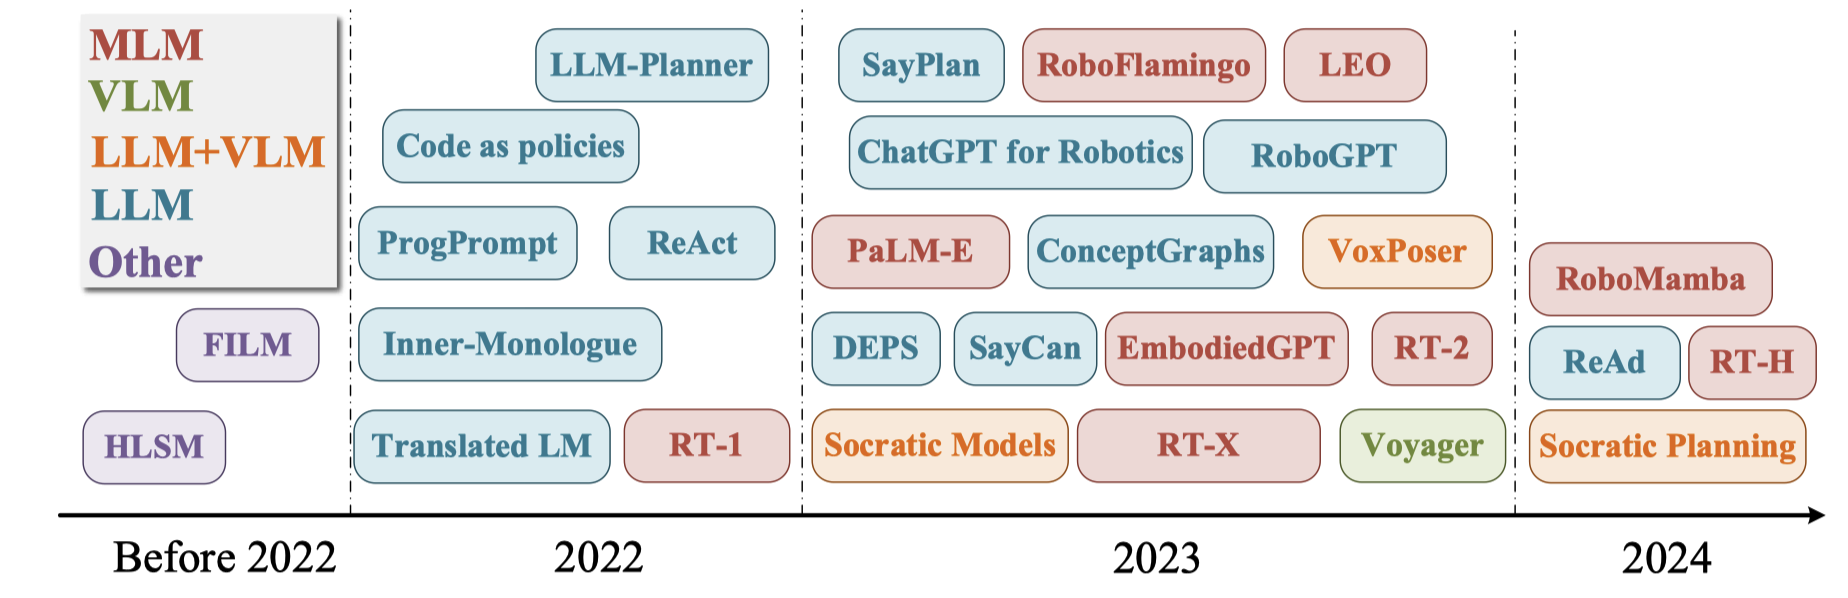 MLM
VLM
LLM+VLM
LLM
Other
FILM
HLSM
LLM-Planner
Code as policies
ProgPrompt
ReAct
Inner-Monologue
Translated LM
RT-1
SayPlan
RoboFlamingo
LEO
ChatGPT for Robotics
RoboGPT
PaLM-E
ConceptGraphs
VoxPoser
DEPS
SayCan
EmbodiedGPT
RT-2
Socratic Models
RT-X
Voyager
RoboMamba
ReAd
RT-H
Socratic Planning
Before 2022
2022
2023
2024